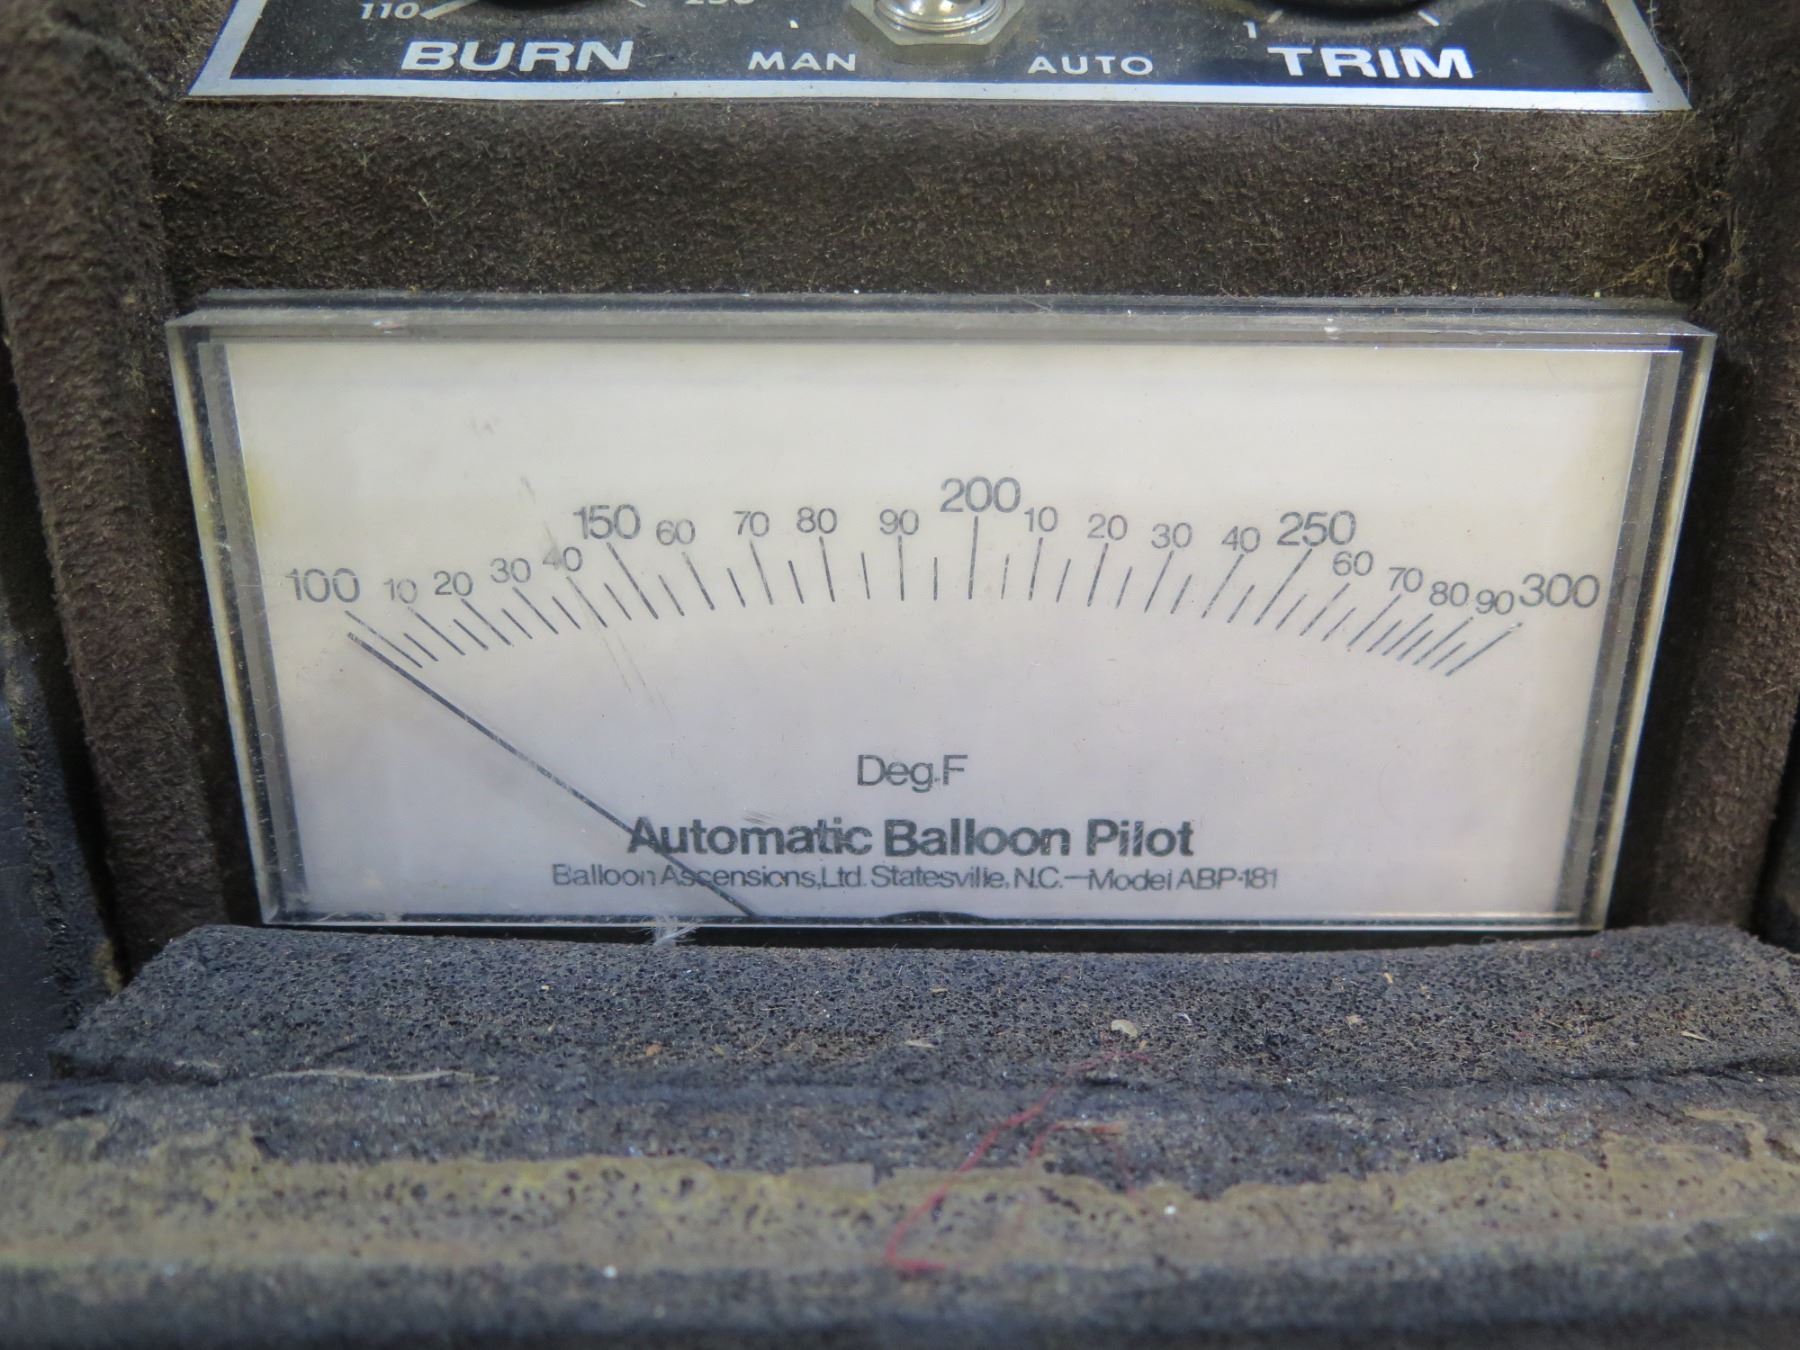 110 250
BURN MAN AUTO 1 TRIM
100 10 20 30 40 150 60 70 80 90 200 10 20 30 40 250 60 70 80 90 300
Deg.F
Automatic Balloon Pilot
Balloon Ascensions,Ltd. Statesville, N.C.—Model ABP-181